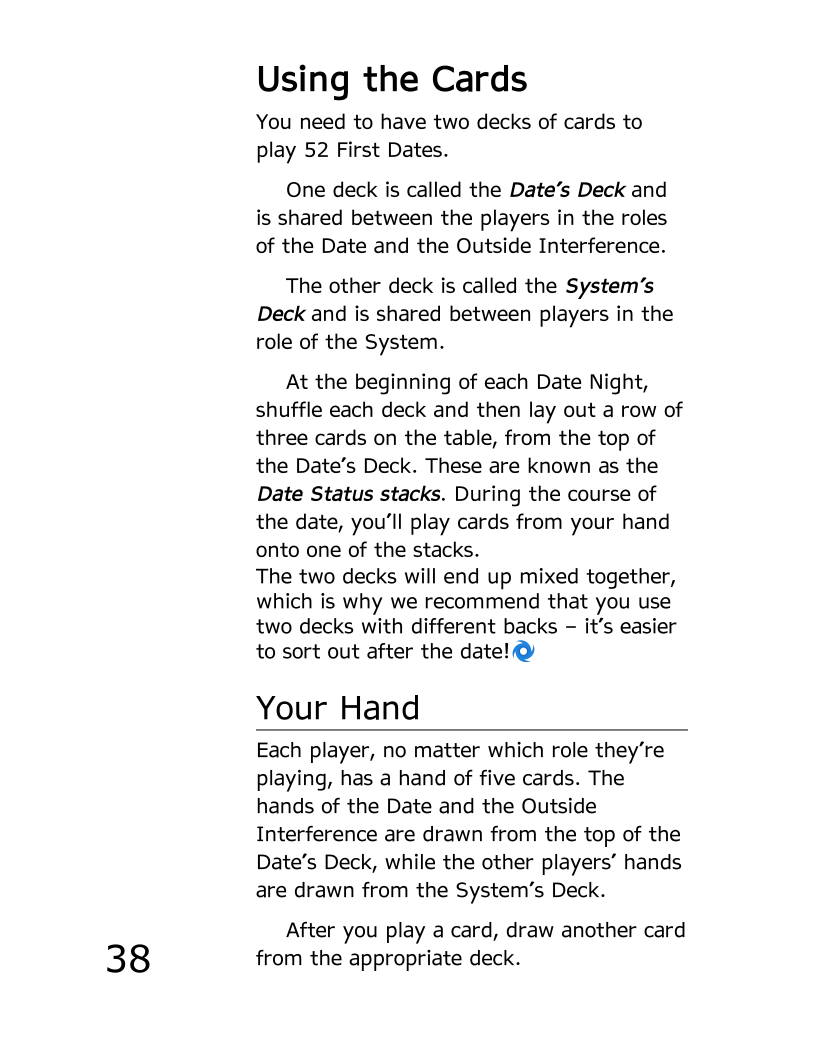 Using the Cards
You need to have two decks of cards to
play 52 First Dates.
One deck is called the Date’s Deck and
is shared between the players in the roles
of the Date and the Outside Interference.
The other deck is called the System’s
Deck and is shared between players in the
role of the System.
At the beginning of each Date Night,
shuffle each deck and then lay out a row of
three cards on the table, from the top of
the Date’s Deck. These are known as the
Date Status stacks. During the course of
the date, you’ll play cards from your hand
onto one of the stacks.
The two decks will end up mixed together,
which is why we recommend that you use
two decks with different backs – it’s easier
to sort out after the date!
Your Hand
Each player, no matter which role they’re
playing, has a hand of five cards. The
hands of the Date and the Outside
Interference are drawn from the top of the
Date’s Deck, while the other players’ hands
are drawn from the System’s Deck.
After you play a card, draw another card
from the appropriate deck.
38